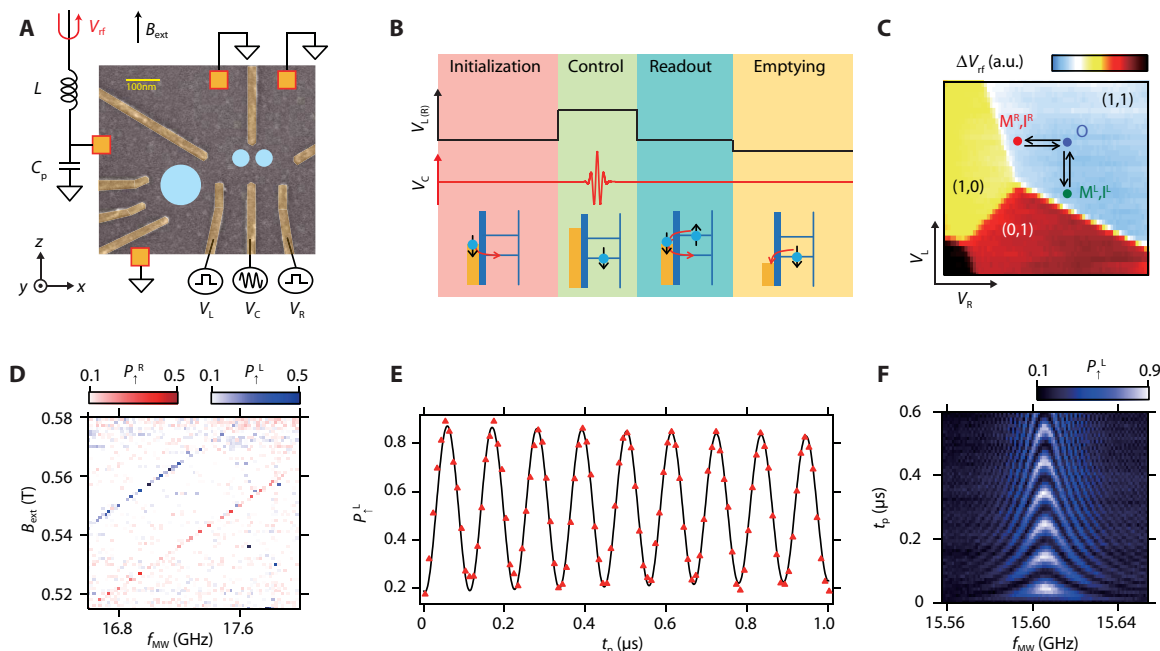 A
V_rf
B_ext
L
100nm
C_p
z
y
x
V_L
V_C
V_R
B
Initialization
Control
Readout
Emptying
V_L (R)
V_C
C
ΔV_rf (a.u.)
(1,1)
M^R,I^R
O
(1,0)
M^L,I^L
(0,1)
V_L
V_R
D
P_↑^R
P_↑^L
0.1
0.5
0.1
0.5
0.58
0.56
0.54
0.52
B_ext (T)
16.8
17.6
f_MW (GHz)
E
P_↑^L
0.8
0.6
0.4
0.2
0
0.2
0.4
0.6
0.8
1.0
t_p (μs)
F
P_↑^L
0.1
0.9
0.6
0.4
0.2
0
t_p (μs)
15.56
15.60
15.64
f_MW (GHz)